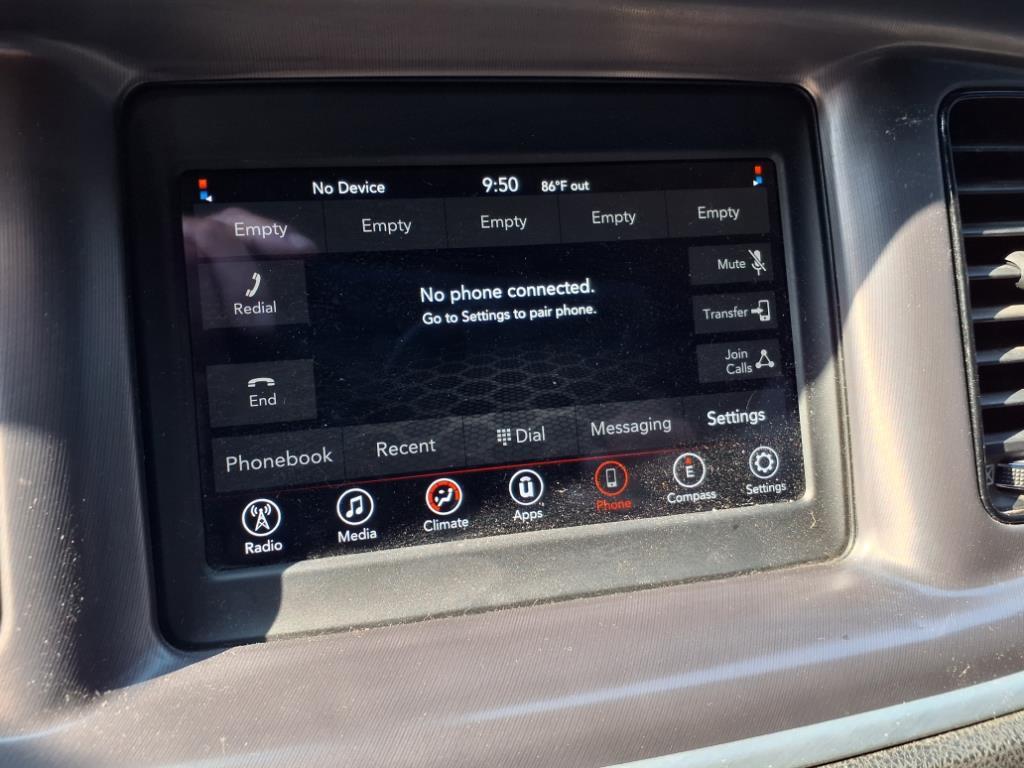 No Device 9:50 86°F out
Empty Empty Empty Empty Empty
Redial
No phone connected.
Go to Settings to pair phone.
Mute
Transfer
Join
Calls
End
Phonebook Recent Dial Messaging Settings
Radio Media Climate Apps Phone E Compass Settings